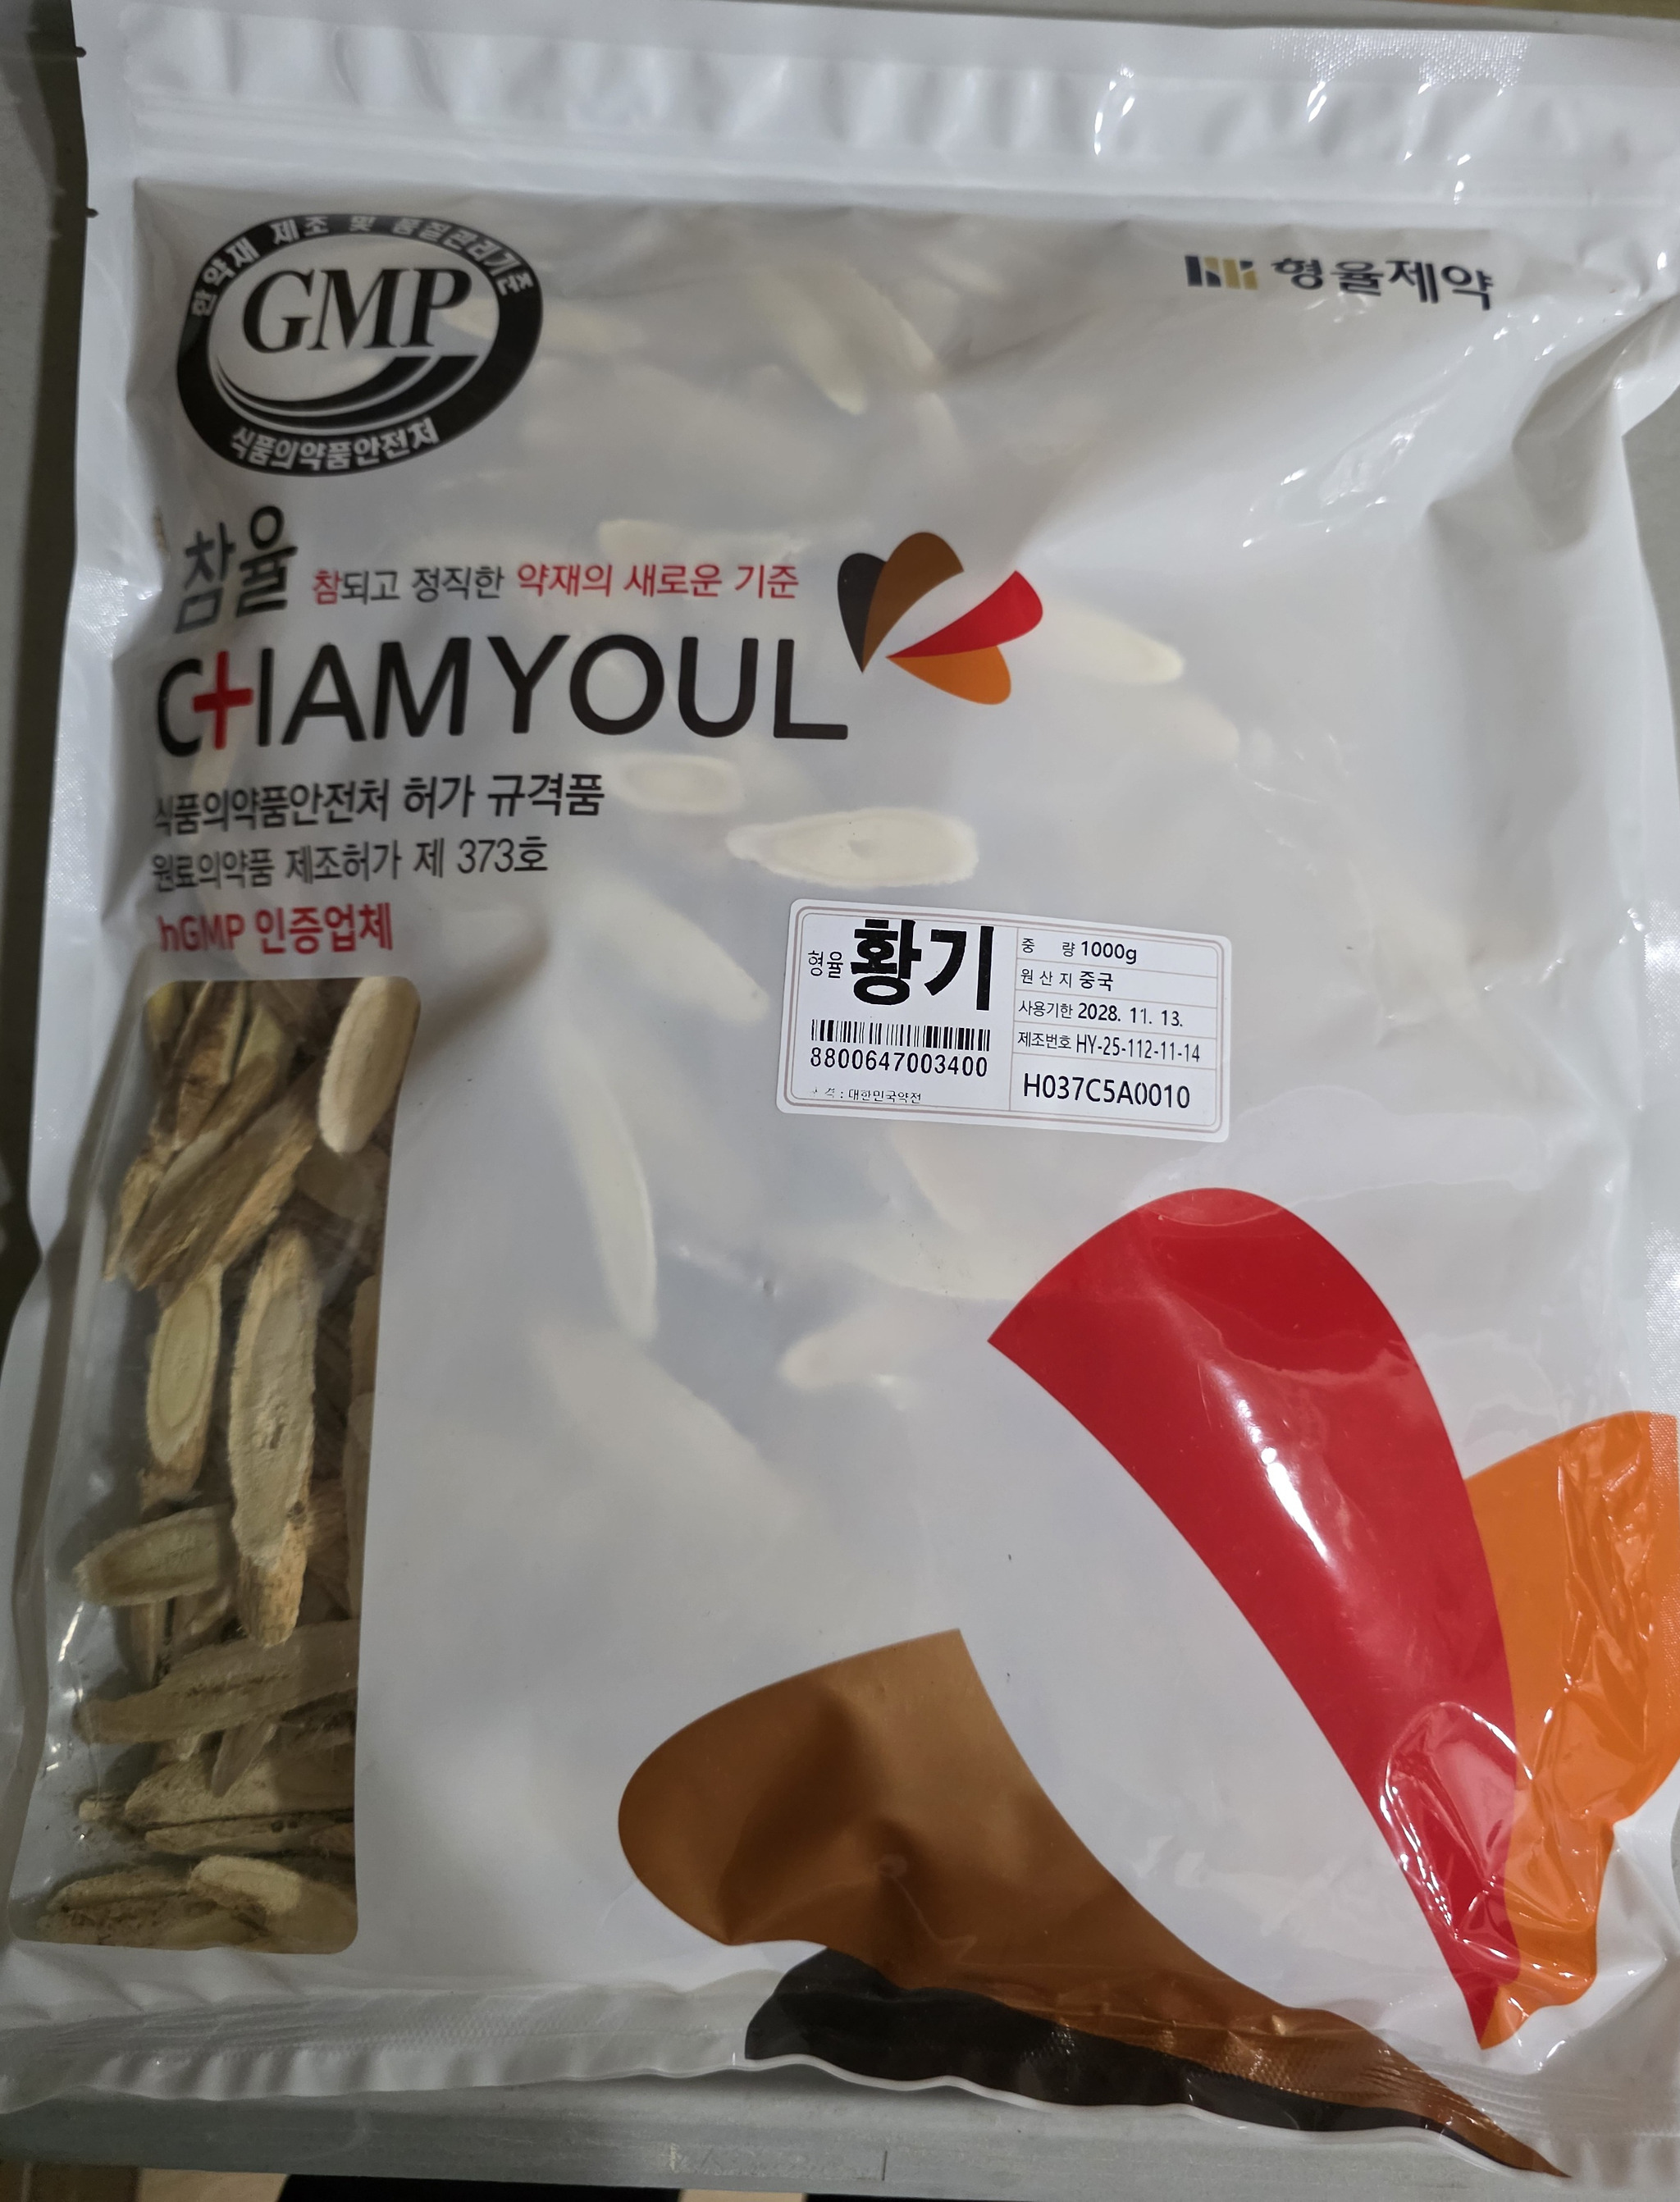 한약재 제조 및 품질관리기준
GMP
식품의약품안전처
형율제약
참율 참되고 정직한 약재의 새로운 기준
CHAMYOUL
식품의약품안전처 허가 규격품
원료의약품 제조허가 제 373호
hGMP 인증업체
형율 황기
8800647003400
: 대한민국약전
중 량 1000g
원 산 지 중국
사용기한 2028. 11. 13.
제조번호 HY-25-112-11-14
H037C5A0010